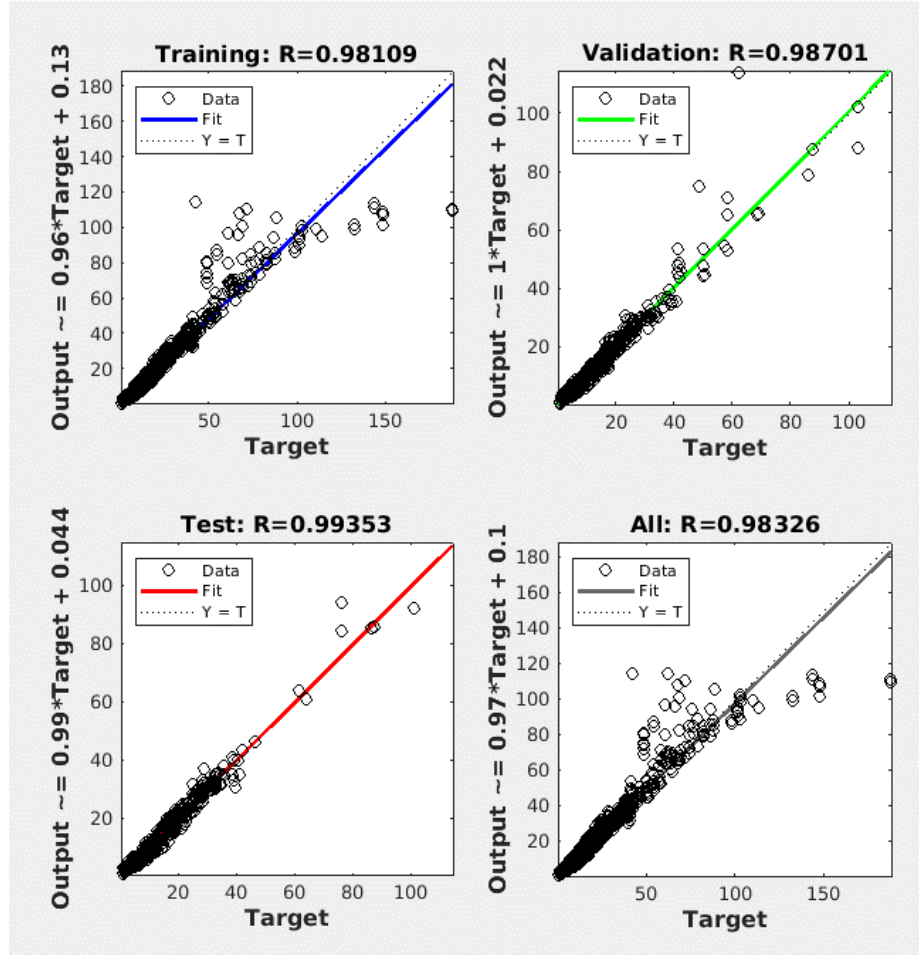 Training: R=0.98109
Output ~= 0.96*Target + 0.13
180
160
140
120
100
80
60
40
20
Data
Fit
Y = T
50
100
150
Target
Validation: R=0.98701
Output ~= 1*Target + 0.022
100
80
60
40
20
Data
Fit
Y = T
20
40
60
80
100
Target
Test: R=0.99353
Output ~= 0.99*Target + 0.044
100
80
60
40
20
Data
Fit
Y = T
20
40
60
80
100
Target
All: R=0.98326
Output ~= 0.97*Target + 0.1
180
160
140
120
100
80
60
40
20
Data
Fit
Y = T
50
100
150
Target